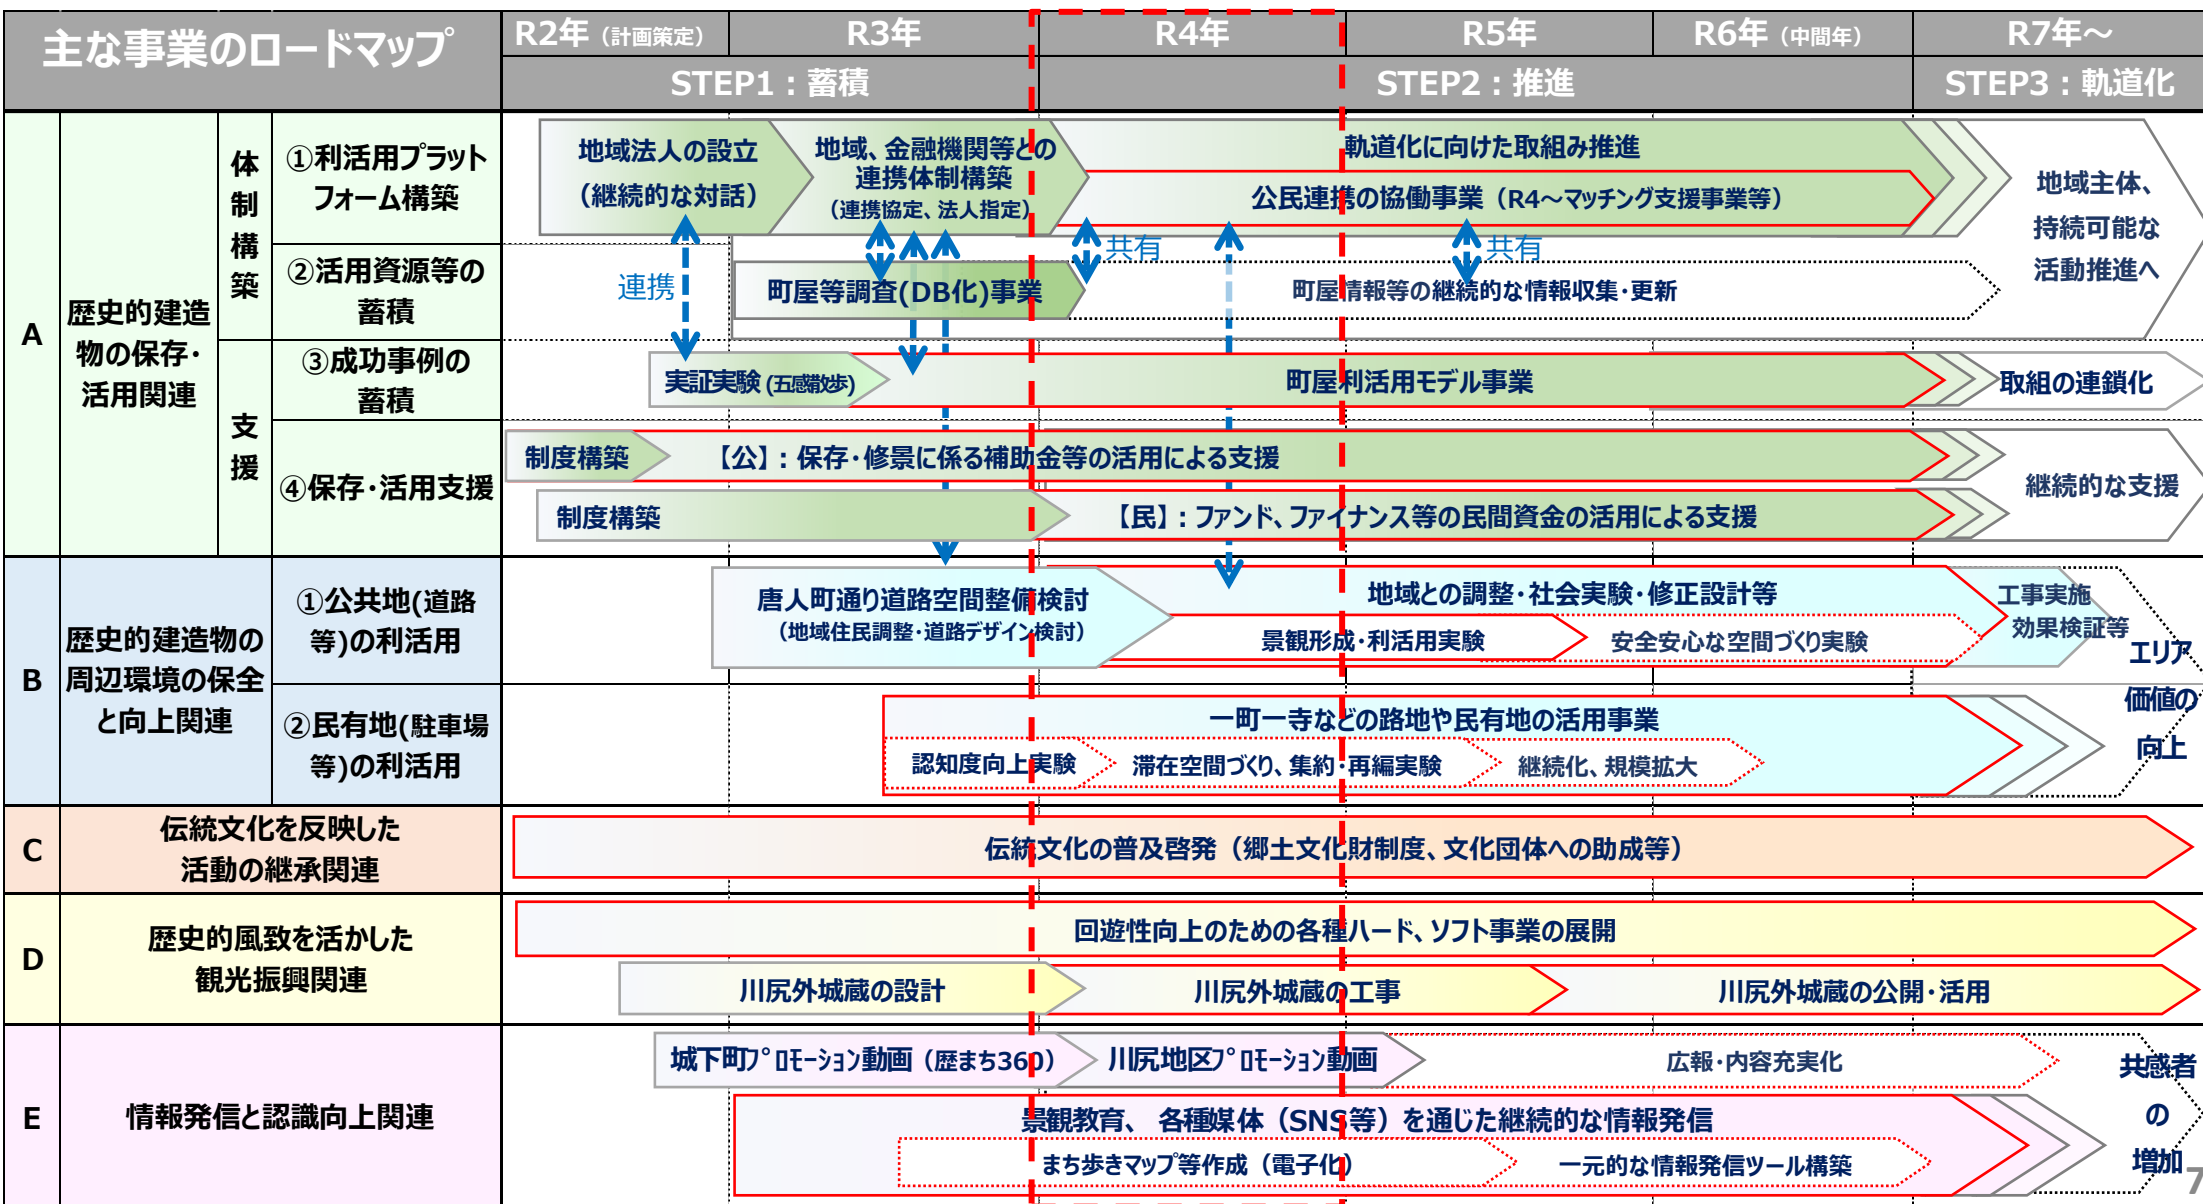 主な事業のロードマップ
R2年（計画策定）
R3年
R4年
R5年
R6年（中間年）
R7年～
STEP1：蓄積
STEP2：推進
STEP3：軌道化
A
歴史的建造
物の保存・
活用関連
体
制
構
築
①利活用プラット
フォーム構築
地域法人の設立
（継続的な対話）
地域、金融機関等との
連携体制構築
（連携協定、法人指定）
軌道化に向けた取組み推進
公民連携の協働事業（R4～マッチング支援事業等）
地域主体、
持続可能な
活動推進へ
②活用資源等の
蓄積
連携
共有
共有
町屋等調査(DB化)事業
町屋情報等の継続的な情報収集・更新
支
援
③成功事例の
蓄積
実証実験(五感散歩)
町屋利活用モデル事業
取組の連鎖化
④保存・活用支援
制度構築
【公】：保存・修景に係る補助金等の活用による支援
制度構築
【民】：ファンド、ファイナンス等の民間資金の活用による支援
継続的な支援
B
歴史的建造物の
周辺環境の保全
と向上関連
①公共地(道路
等)の利活用
唐人町通り道路空間整備検討
（地域住民調整・道路デザイン検討）
地域との調整・社会実験・修正設計等
景観形成・利活用実験
安全安心な空間づくり実験
工事実施
効果検証等
②民有地(駐車場
等)の利活用
一町一寺などの路地や民有地の活用事業
認知度向上実験
滞在空間づくり、集約・再編実験
継続化、規模拡大
エリア
価値の
向上
C
伝統文化を反映した
活動の継承関連
伝統文化の普及啓発（郷土文化財制度、文化団体への助成等）
D
歴史的風致を活かした
観光振興関連
回遊性向上のための各種ハード、ソフト事業の展開
川尻外城蔵の設計
川尻外城蔵の工事
川尻外城蔵の公開・活用
E
情報発信と認識向上関連
城下町ﾌﾟﾛﾓｰｼｮﾝ動画（歴まち360）
川尻地区ﾌﾟﾛﾓｰｼｮﾝ動画
広報・内容充実化
景観教育、各種媒体（SNS等）を通じた継続的な情報発信
まち歩きマップ等作成（電子化）
一元的な情報発信ツール構築
共感者
の
増加
7